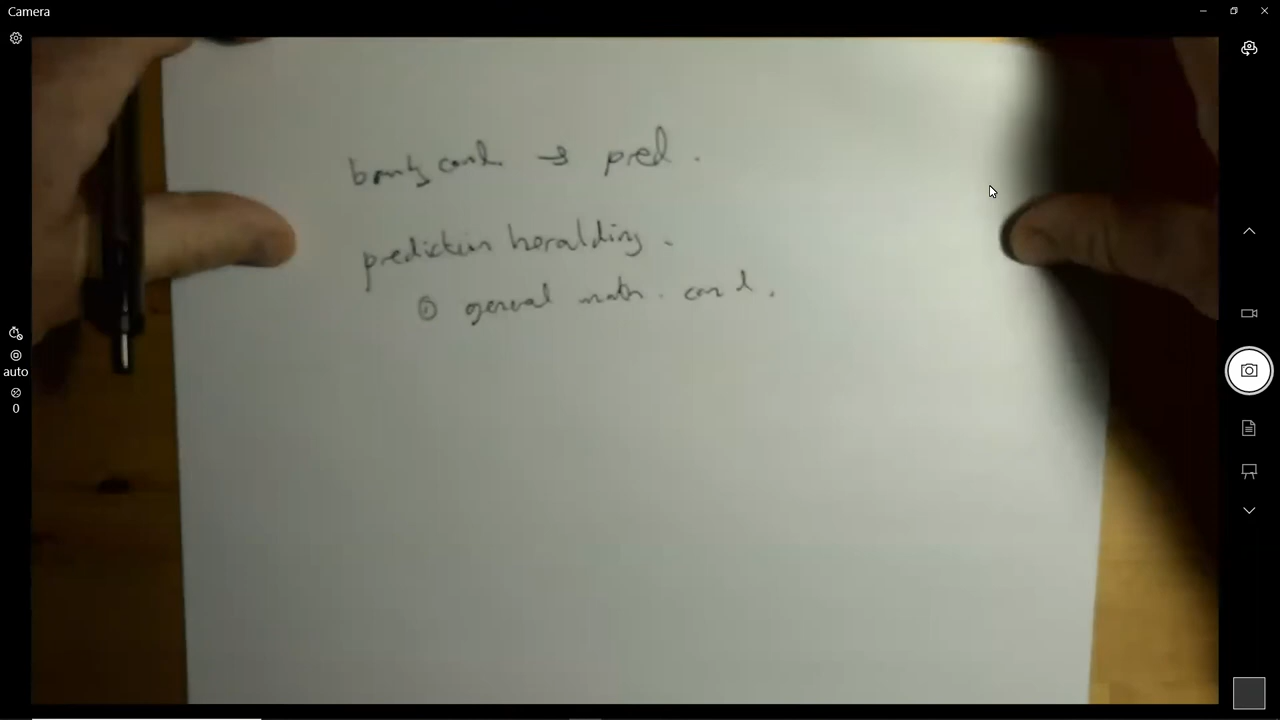 Camera
cond. → pred.
prediction heralding.
① general math. cond.
auto
0